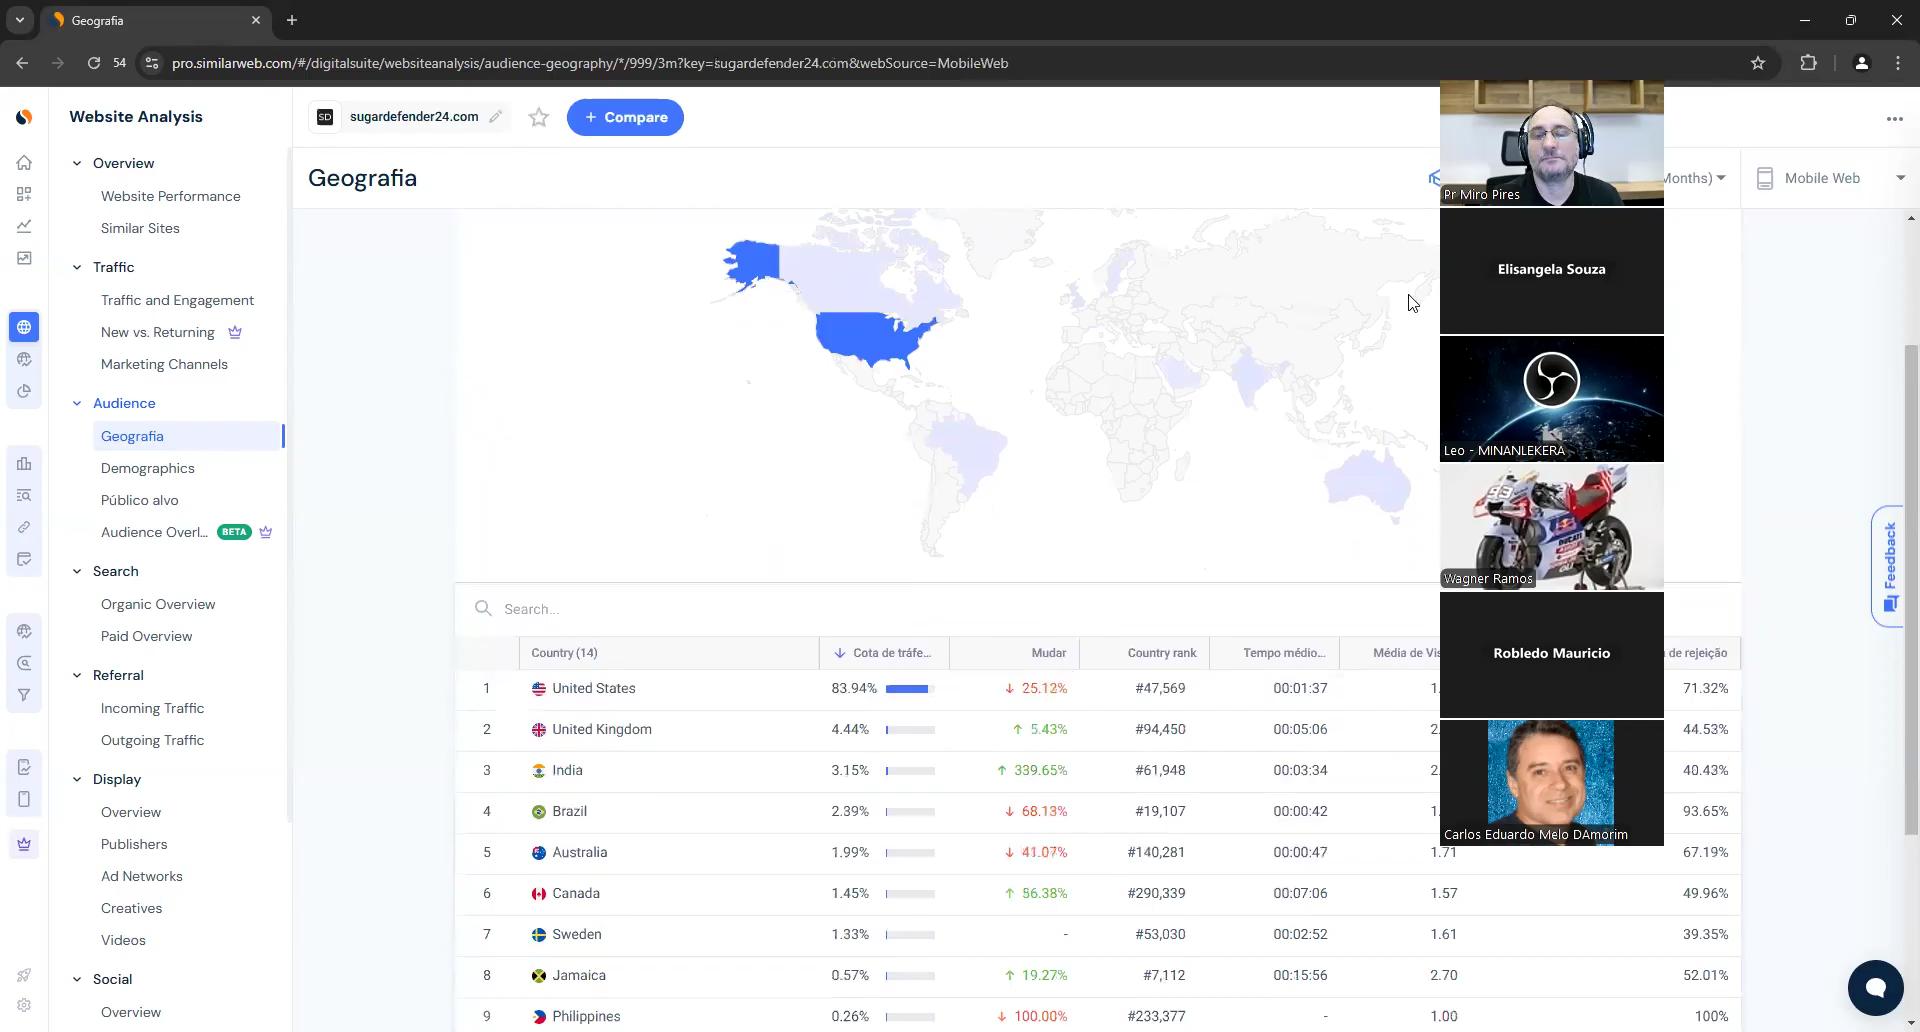 Geografia
54
pro.similarweb.com/#/digitalsuite/websiteanalysis/audience-geography/*/999/3m?key=sugardefender24.com&webSource=MobileWeb
Website Analysis
SD sugardefender24.com
+ Compare
Geografia
Months)
Mobile Web
Overview
Website Performance
Similar Sites
Traffic
Traffic and Engagement
New vs. Returning
Marketing Channels
Audience
Geografia
Demographics
Público alvo
Audience Overl... BETA
Search
Organic Overview
Paid Overview
Referral
Incoming Traffic
Outgoing Traffic
Display
Overview
Publishers
Ad Networks
Creatives
Videos
Social
Overview
Pr Miro Pires
Elisangela Souza
Leo - MINANLEKERA
93
DUCATI
Wagner Ramos
Robledo Mauricio
Carlos Eduardo Melo DAmorim
Feedback
Search...
Country (14) Cota de tráfe... Mudar Country rank Tempo médio... Média de Vis de rejeição
1 United States 83.94% 25.12% #47,569 00:01:37 1. 71.32%
2 United Kingdom 4.44% 5.43% #94,450 00:05:06 2. 44.53%
3 India 3.15% 339.65% #61,948 00:03:34 2. 40.43%
4 Brazil 2.39% 68.13% #19,107 00:00:42 1. 93.65%
5 Australia 1.99% 41.07% #140,281 00:00:47 1.71 67.19%
6 Canada 1.45% 56.38% #290,339 00:07:06 1.57 49.96%
7 Sweden 1.33% - #53,030 00:02:52 1.61 39.35%
8 Jamaica 0.57% 19.27% #7,112 00:15:56 2.70 52.01%
9 Philippines 0.26% 100.00% #233,377 - 1.00 100%